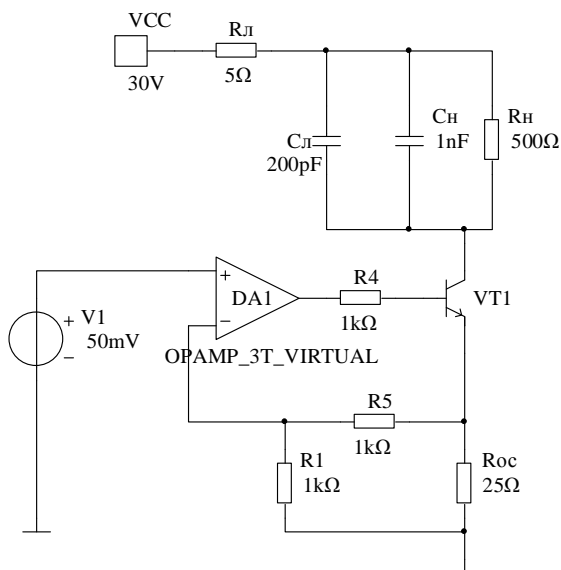 VCC
30V
Rл
5Ω
Cл
200pF
Cн
1nF
Rн
500Ω
V1
50mV
+
−
+
−
DA1
OPAMP_3T_VIRTUAL
R4
1kΩ
VT1
R5
1kΩ
R1
1kΩ
Rос
25Ω